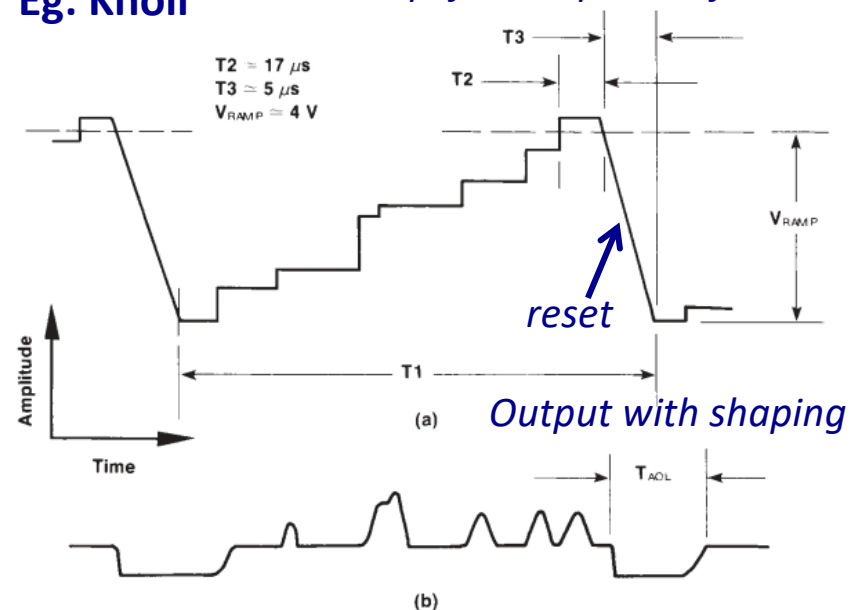 Eg. Knoll
T3
T2 ≃ 17 μs
T3 ≃ 5 μs
V_RAMP ≃ 4 V
T2
V_RAMP
reset
Amplitude
T1
(a)
Output with shaping
Time
T_AOL
(b)